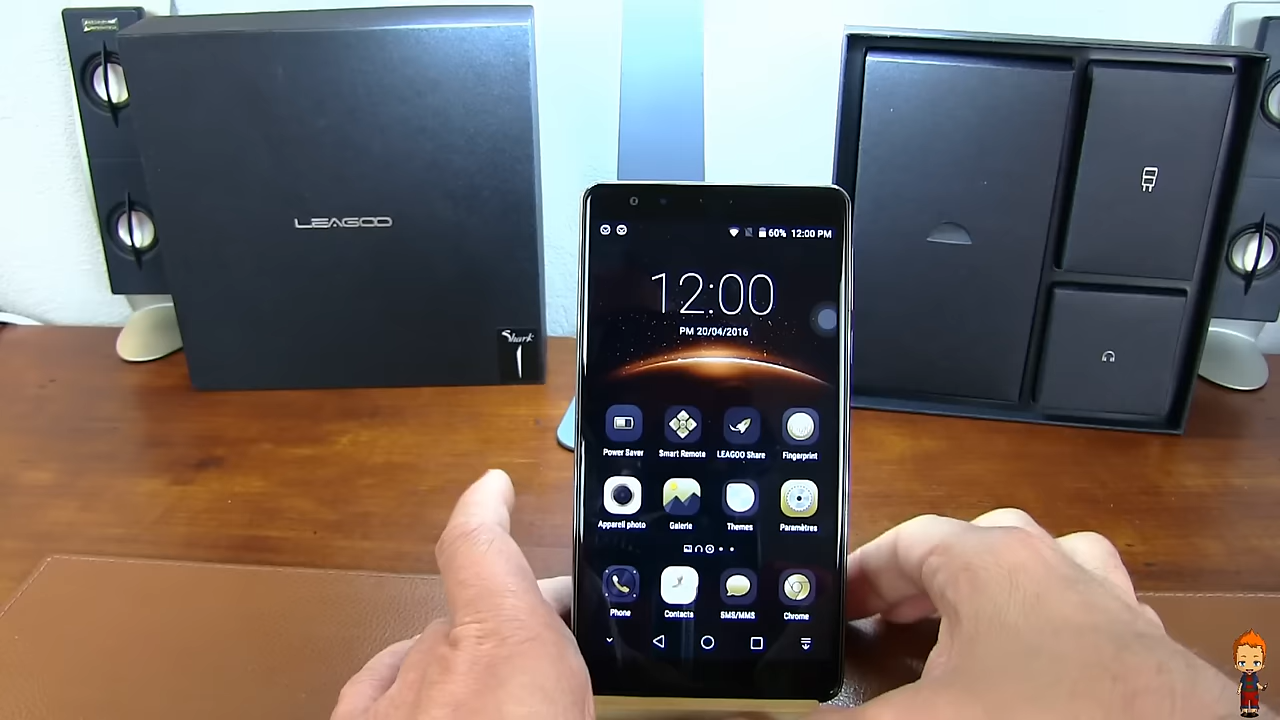 LEAGOO
Shark
1
60% 12:00 PM
12:00
PM 20/04/2016
Power Saver
Smart Remote
LEAGOO Share
Fingerprint
Appareil photo
Galerie
Themes
Paramètres
Phone
Contacts
SMS/MMS
Chrome